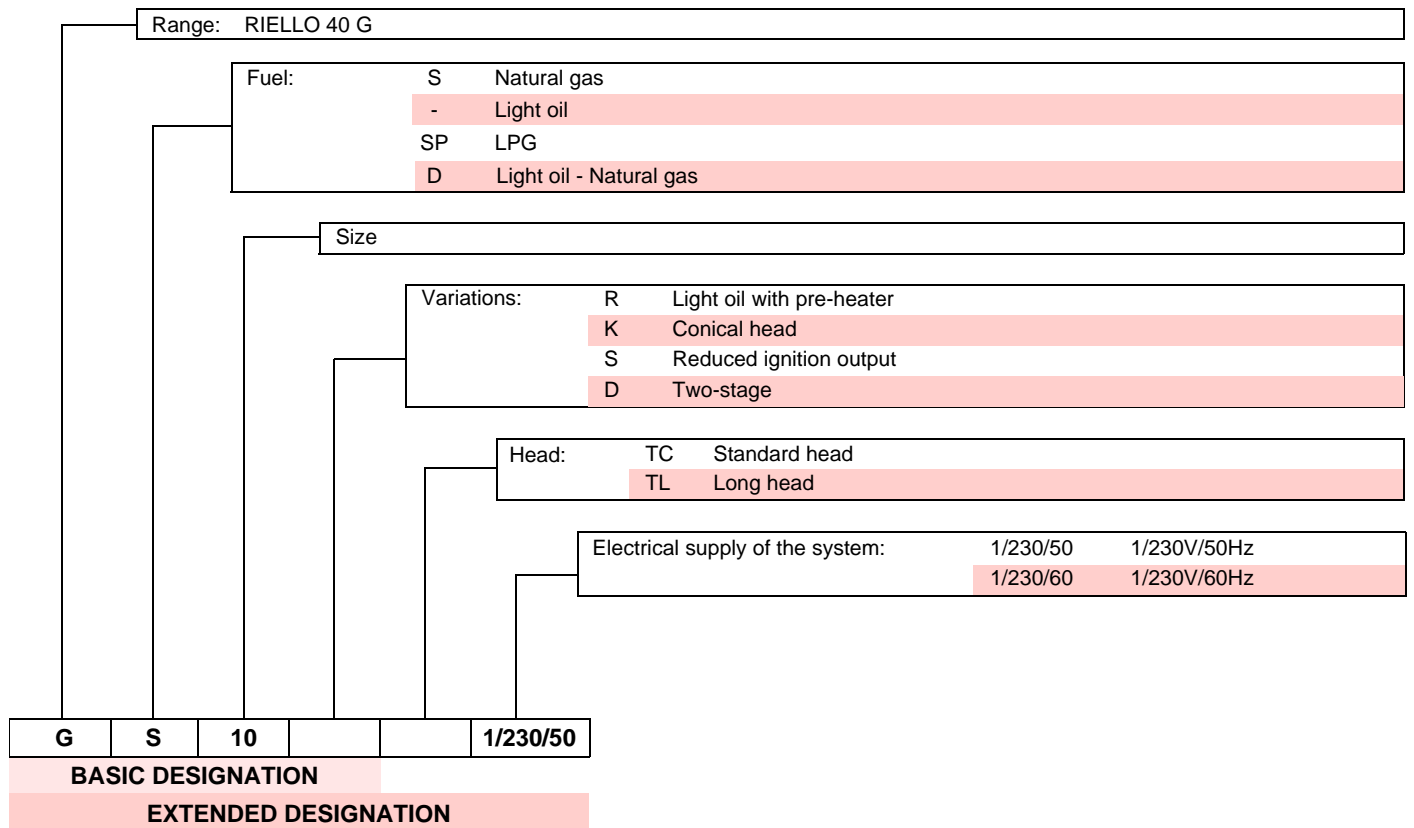 Range: RIELLO 40 G
Fuel: S Natural gas
- Light oil
SP LPG
D Light oil - Natural gas
Size
Variations: R Light oil with pre-heater
K Conical head
S Reduced ignition output
D Two-stage
Head: TC Standard head
TL Long head
Electrical supply of the system: 1/230/50 1/230V/50Hz
1/230/60 1/230V/60Hz
G S 10 1/230/50
BASIC DESIGNATION
EXTENDED DESIGNATION